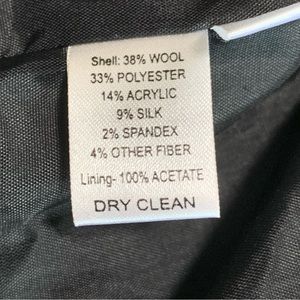 Shell: 38% WOOL
33% POLYESTER
14% ACRYLIC
9% SILK
2% SPANDEX
4% OTHER FIBER
Lining- 100% ACETATE
DRY CLEAN